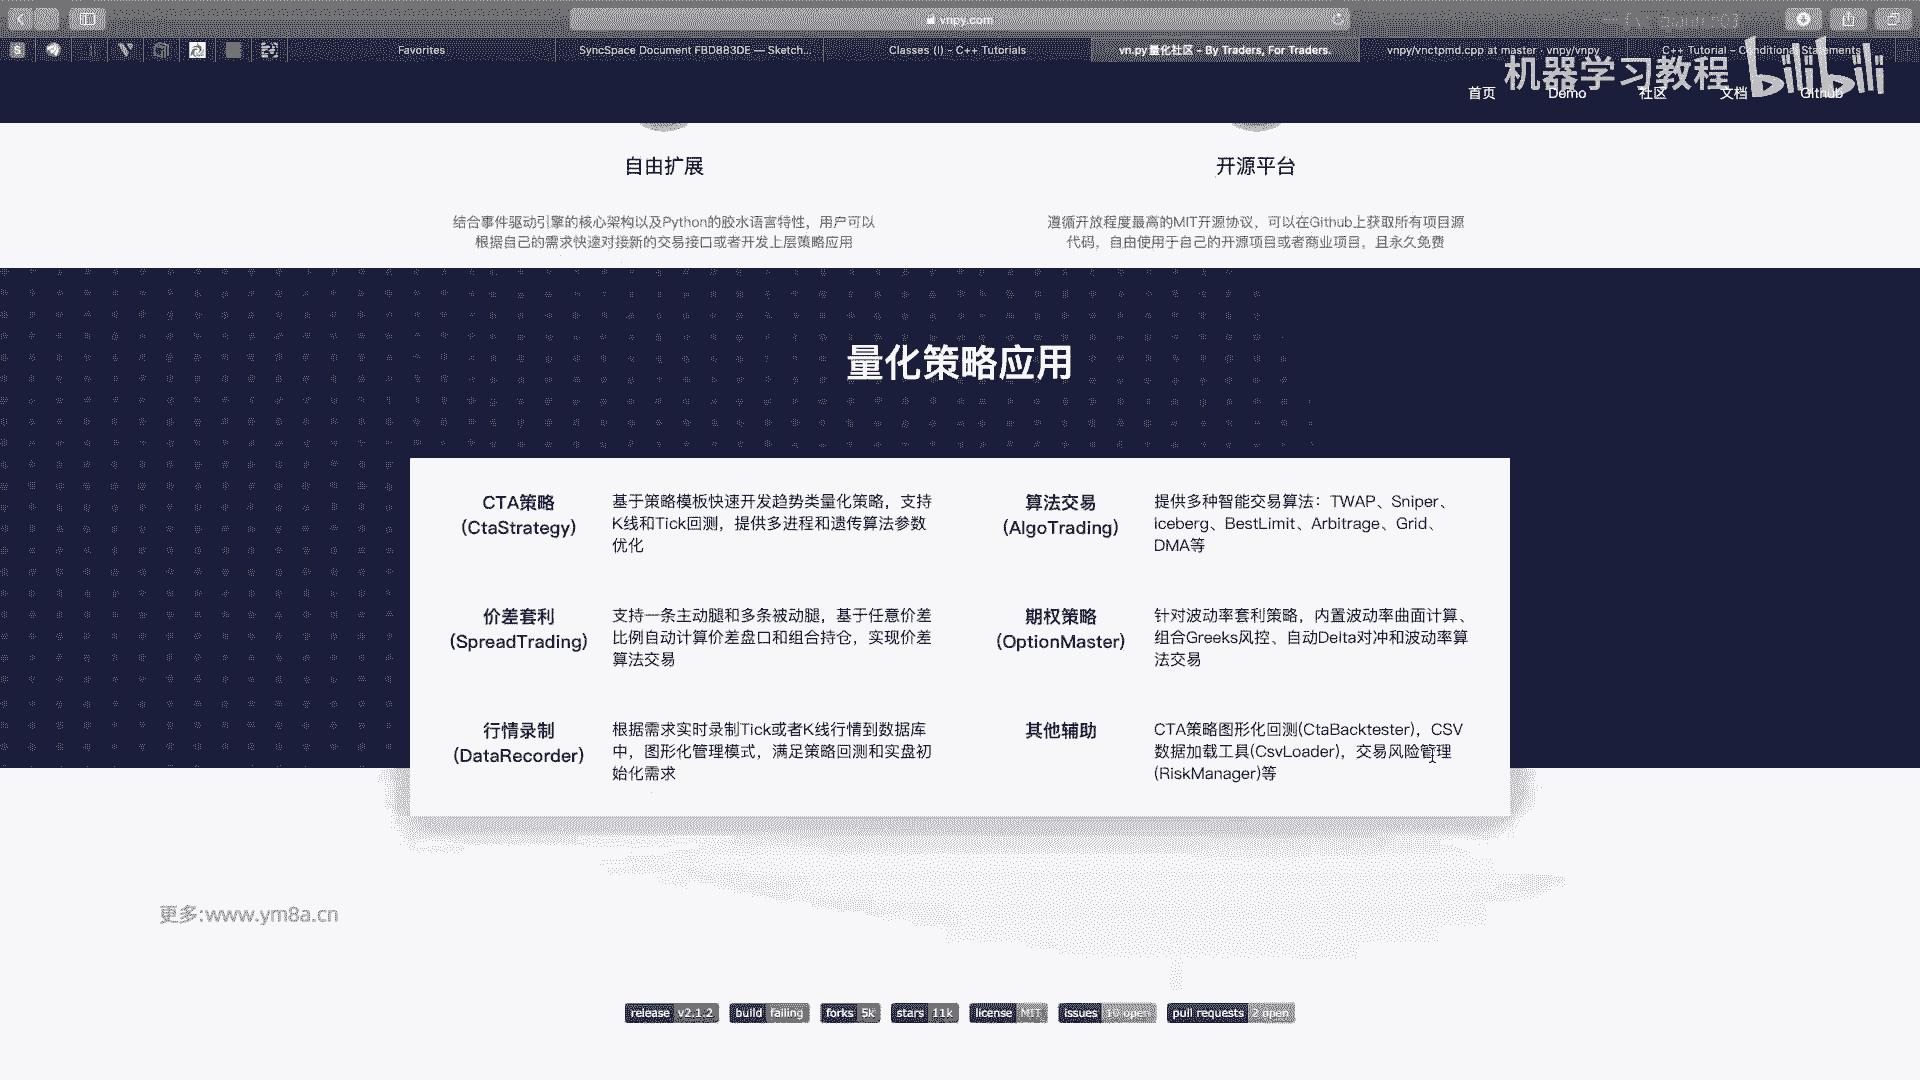 vnpy.com
S
Favorites
SyncSpace Document FBD883DE — Sketch...
Classes (I) - C++ Tutorials
vn.py量化社区 - By Traders, For Traders.
vnpy/vnctpmd.cpp at master · vnpy/vnpy
C++ Tutorial – Conditional Statements
机器学习教程
bilibili
首页
Demo
社区
文档
Github
自由扩展
结合事件驱动引擎的核心架构以及Python的胶水语言特性，用户可以
根据自己的需求快速对接新的交易接口或者开发上层策略应用
开源平台
遵循开放程度最高的MIT开源协议，可以在Github上获取所有项目源
代码，自由使用于自己的开源项目或者商业项目，且永久免费
量化策略应用
CTA策略
(CtaStrategy)
基于策略模板快速开发趋势类量化策略，支持
K线和Tick回测，提供多进程和遗传算法参数
优化
算法交易
(AlgoTrading)
提供多种智能交易算法：TWAP、Sniper、
Iceberg、BestLimit、Arbitrage、Grid、
DMA等
价差套利
(SpreadTrading)
支持一条主动腿和多条被动腿，基于任意价差
比例自动计算价差盘口和组合持仓，实现价差
算法交易
期权策略
(OptionMaster)
针对波动率套利策略，内置波动率曲面计算、
组合Greeks风控、自动Delta对冲和波动率算
法交易
行情录制
(DataRecorder)
根据需求实时录制Tick或者K线行情到数据库
中，图形化管理模式，满足策略回测和实盘初
始化需求
其他辅助
CTA策略图形化回测(CtaBacktester)，CSV
数据加载工具(CsvLoader)，交易风险管理
(RiskManager)等
更多:www.ym8a.cn
release v2.1.2
build failing
forks 5k
stars 11k
license MIT
issues 10 open
pull requests 2 open